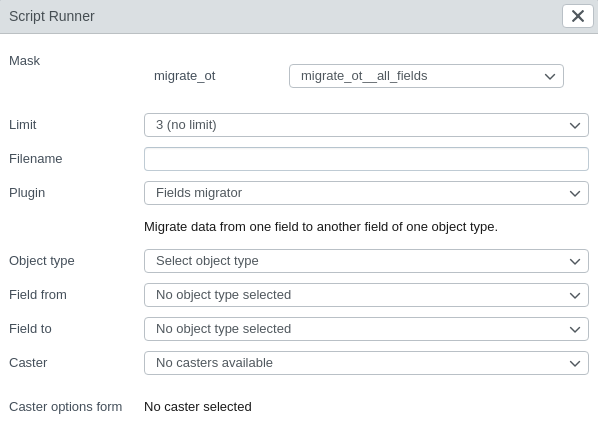 Script Runner
Mask
migrate_ot migrate_ot__all_fields
Limit 3 (no limit)
Filename
Plugin Fields migrator
Migrate data from one field to another field of one object type.
Object type Select object type
Field from No object type selected
Field to No object type selected
Caster No casters available
Caster options form No caster selected